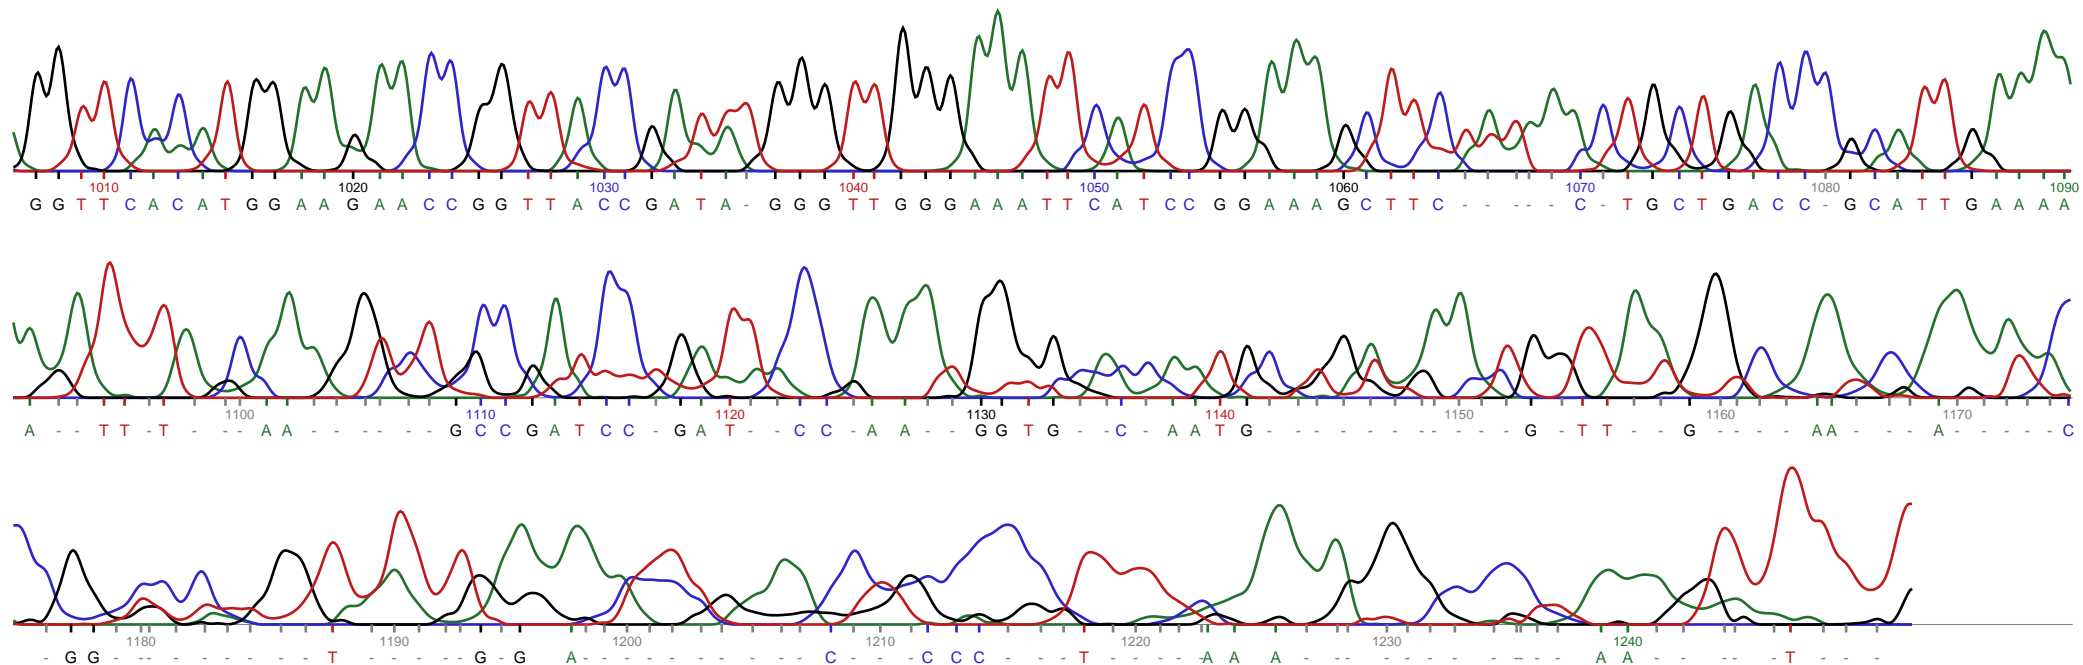 1010 1020 1030 1040 1050 1060 1070 1080 1090
G G T T C A C A T G G A A G A A C C G G T T A C C G A T A - G G G T T G G G A A A T T C A T C C G G A A A G C T T C - - - - - C - T G C T G A C C - G C A T T G A A A A
1100 1110 1120 1130 1140 1150 1160 1170
A - - T T - T - - - - A A - - - - - - G C C G A T C C - G A T - - C C - A A - - G G T G - - C - A A T G - - - - - - - - - - - G - T T - - G - - - - A A - - - A - - - - - C
1180 1190 1200 1210 1220 1230 1240
- G G - - - - - - - - - T - - - - - G - G - A - - - - - - - - - C - - - C C C - - - T - - - - - A A A - - - - - - - - - - - - A A - - - - - T - - -